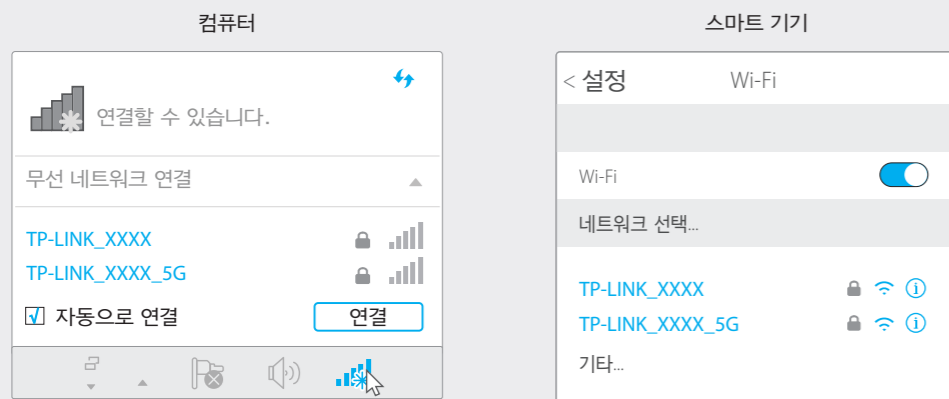 컴퓨터
연결할 수 있습니다.
무선 네트워크 연결
TP-LINK_XXXX
TP-LINK_XXXX_5G
자동으로 연결
연결
스마트 기기
< 설정 Wi-Fi
Wi-Fi
네트워크 선택...
TP-LINK_XXXX
TP-LINK_XXXX_5G
기타...